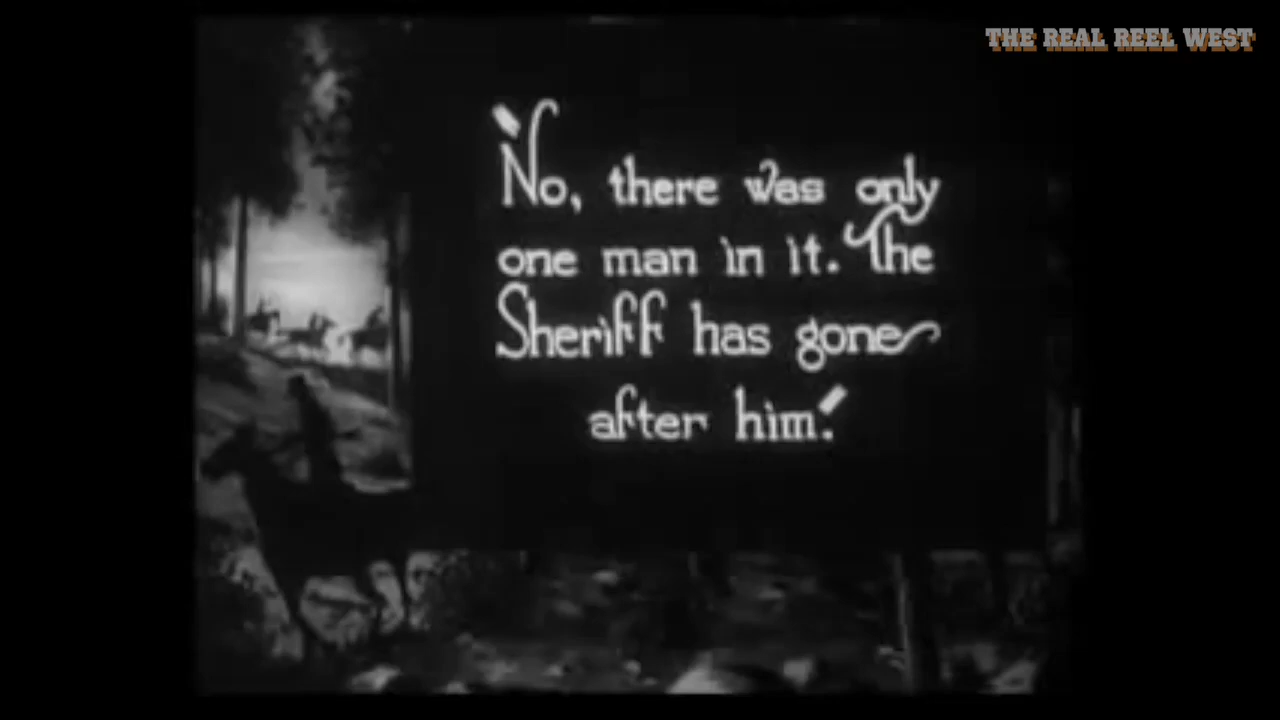 THE REAL REEL WEST
"No, there was only
one man in it. The
Sheriff has gone
after him."